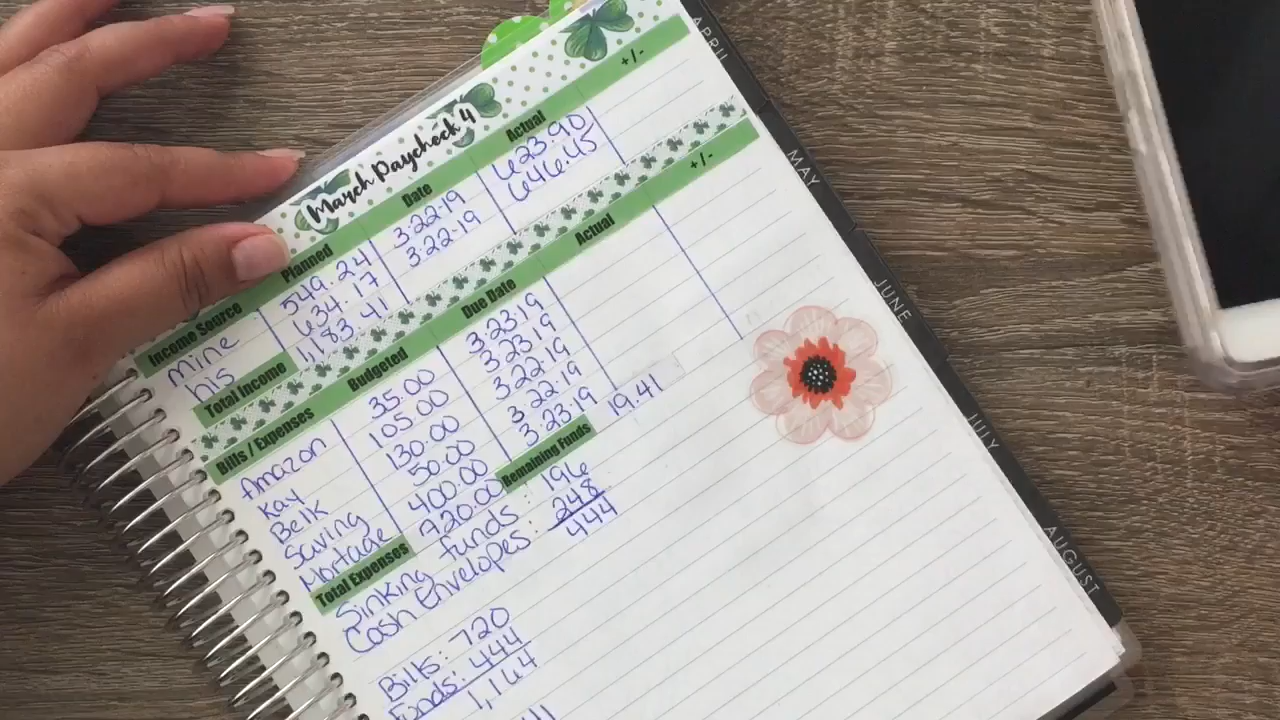 March Paycheck 4
Income Source Planned Date Actual +/-
Mine 549.24 3.22.19 623.90
his 634.17 3.22.19 646.45
Total Income 1,183.41
Bills / Expenses Budgeted Due Date Actual +/-
Amazon 35.00 3.23.19
Kay 105.00 3.23.19
Belk 130.00 3.22.19
Saving 50.00 3.22.19
Mortage 400.00 3.23.19
Total Expenses 720.00 Remaining Funds 19.41
Sinking funds : 196
Cash Envelopes: 248
444
Bills: 720
Funds: 444
1,164
APRIL
MAY
JUNE
JULY
AUGUST